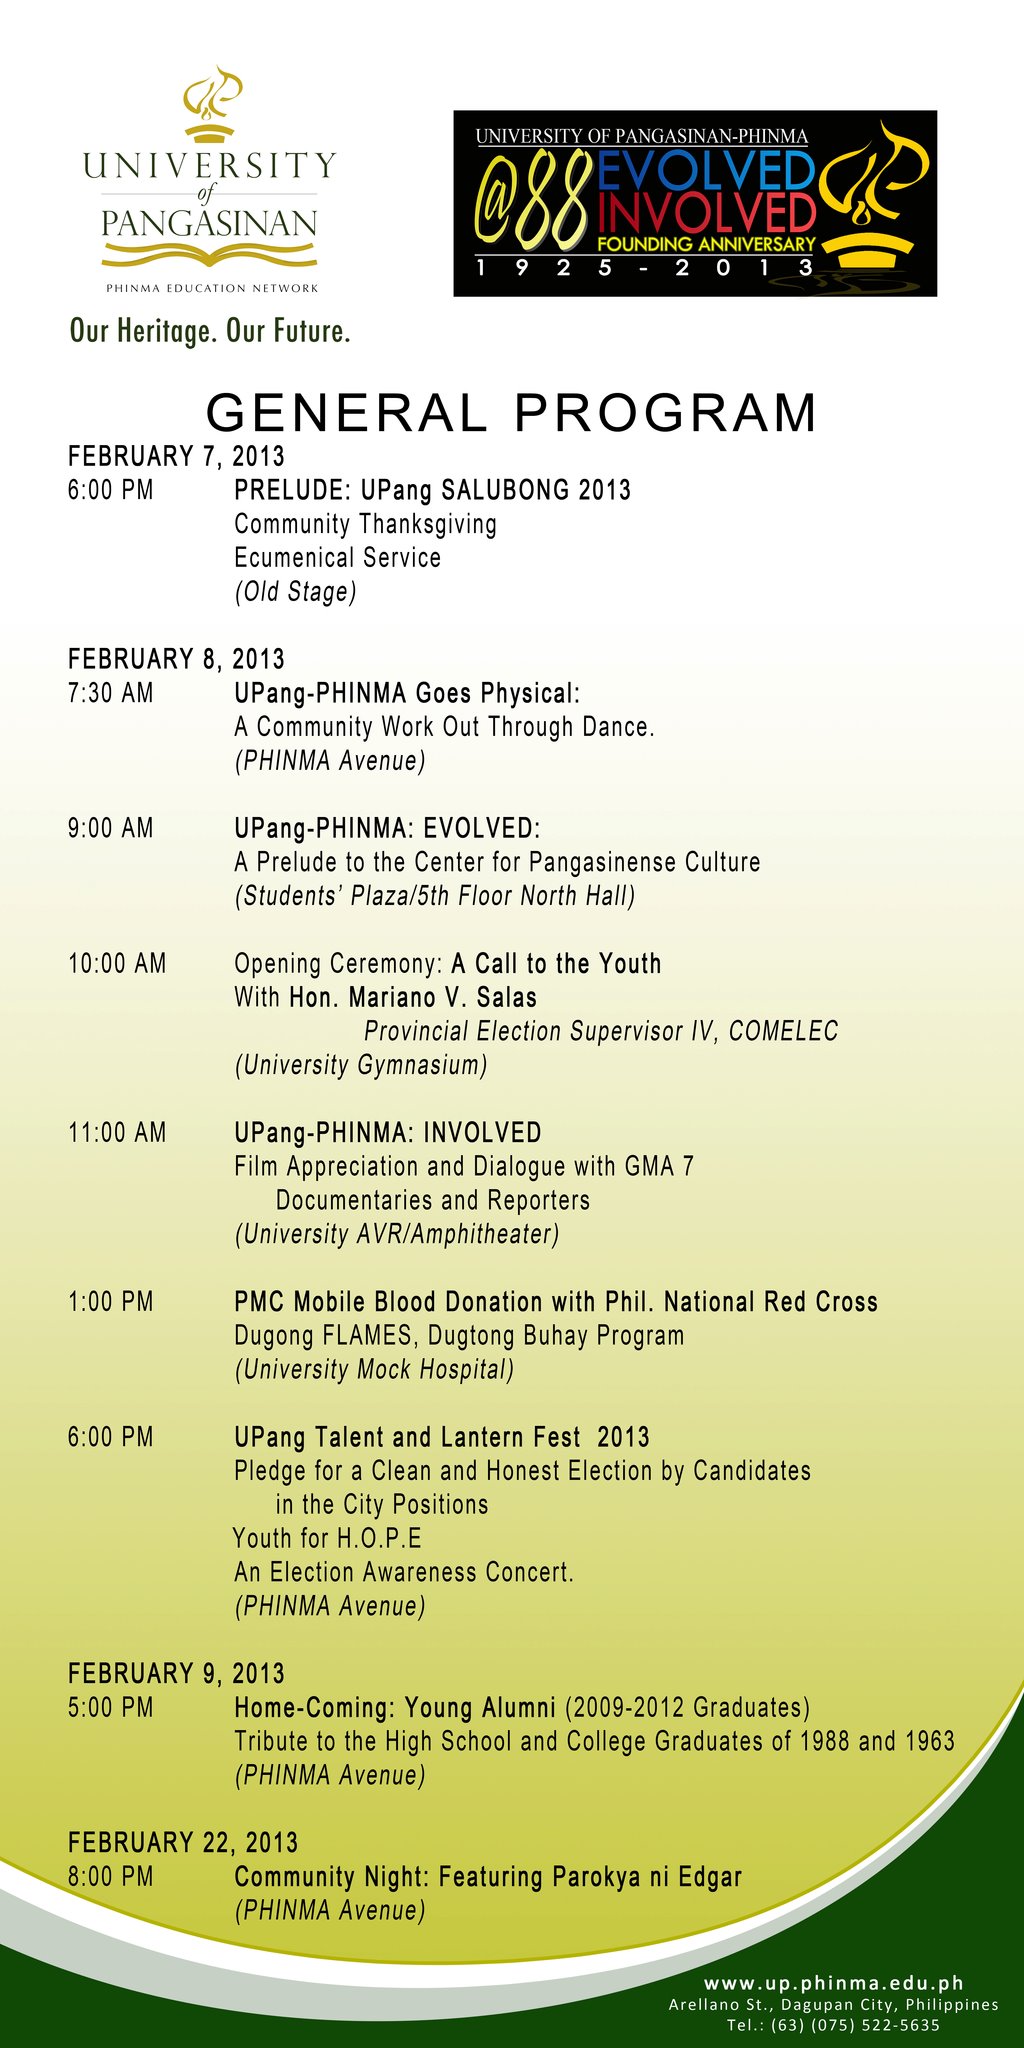 UNIVERSITY
of
PANGASINAN
PHINMA EDUCATION NETWORK
Our Heritage. Our Future.
UNIVERSITY OF PANGASINAN-PHINMA
@88 EVOLVED
INVOLVED
FOUNDING ANNIVERSARY
1925-2013
GENERAL PROGRAM
FEBRUARY 7, 2013
6:00 PM PRELUDE: UPang SALUBONG 2013
Community Thanksgiving
Ecumenical Service
(Old Stage)
FEBRUARY 8, 2013
7:30 AM UPang-PHINMA Goes Physical:
A Community Work Out Through Dance.
(PHINMA Avenue)
9:00 AM UPang-PHINMA: EVOLVED:
A Prelude to the Center for Pangasinense Culture
(Students' Plaza/5th Floor North Hall)
10:00 AM Opening Ceremony: A Call to the Youth
With Hon. Mariano V. Salas
Provincial Election Supervisor IV, COMELEC
(University Gymnasium)
11:00 AM UPang-PHINMA: INVOLVED
Film Appreciation and Dialogue with GMA 7
Documentaries and Reporters
(University AVR/Amphitheater)
1:00 PM PMC Mobile Blood Donation with Phil. National Red Cross
Dugong FLAMES, Dugtong Buhay Program
(University Mock Hospital)
6:00 PM UPang Talent and Lantern Fest 2013
Pledge for a Clean and Honest Election by Candidates
in the City Positions
Youth for H.O.P.E
An Election Awareness Concert.
(PHINMA Avenue)
FEBRUARY 9, 2013
5:00 PM Home-Coming: Young Alumni (2009-2012 Graduates)
Tribute to the High School and College Graduates of 1988 and 1963
(PHINMA Avenue)
FEBRUARY 22, 2013
8:00 PM Community Night: Featuring Parokya ni Edgar
(PHINMA Avenue)
www.up.phinma.edu.ph
Arellano St., Dagupan City, Philippines
Tel.: (63) (075) 522-5635